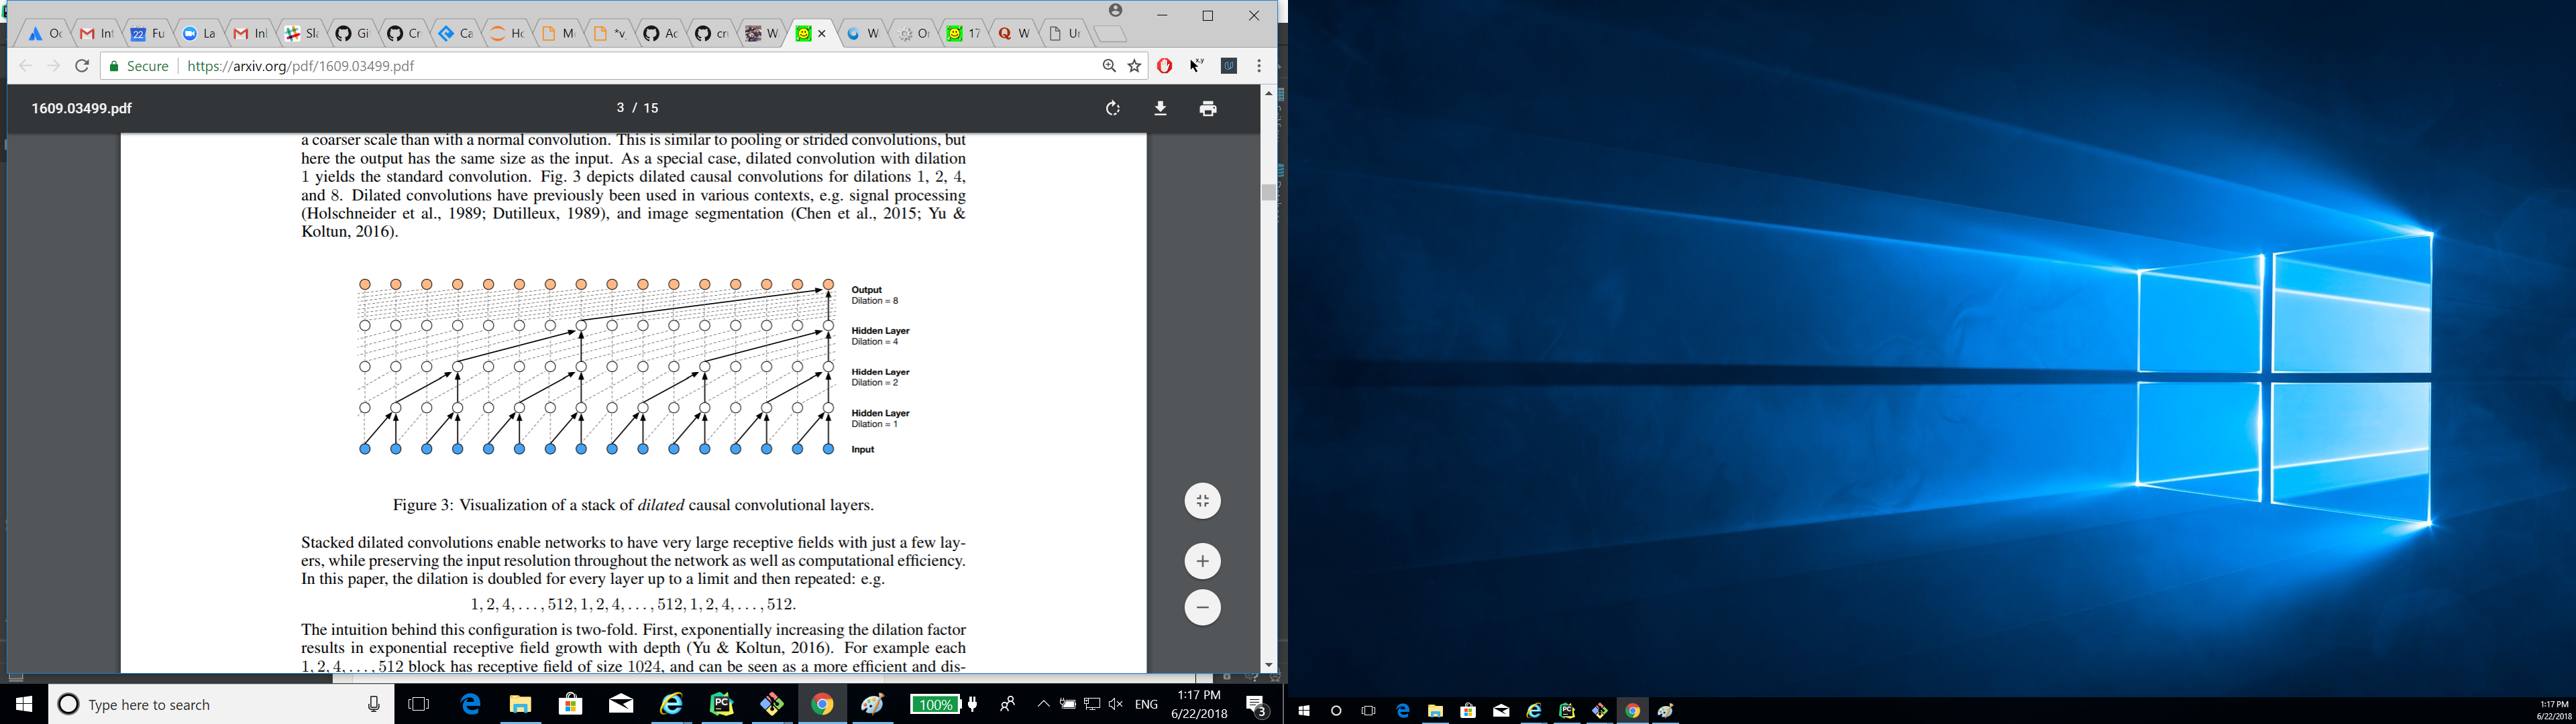 Oc
Int
22
Fu
La
Inl
Sla
Gi
Cr
Ca
Ho
M
*v
Ac
cr
W
W
Or
17
W
Ur
Secure
https://arxiv.org/pdf/1609.03499.pdf
x,y
1609.03499.pdf
3 / 15
a coarser scale than with a normal convolution. This is similar to pooling or strided convolutions, but
here the output has the same size as the input. As a special case, dilated convolution with dilation
1 yields the standard convolution. Fig. 3 depicts dilated causal convolutions for dilations 1, 2, 4,
and 8. Dilated convolutions have previously been used in various contexts, e.g. signal processing
(Holschneider et al., 1989; Dutilleux, 1989), and image segmentation (Chen et al., 2015; Yu &
Koltun, 2016).
Output
Dilation = 8
Hidden Layer
Dilation = 4
Hidden Layer
Dilation = 2
Hidden Layer
Dilation = 1
Input
Figure 3: Visualization of a stack of dilated causal convolutional layers.
Stacked dilated convolutions enable networks to have very large receptive fields with just a few lay-
ers, while preserving the input resolution throughout the network as well as computational efficiency.
In this paper, the dilation is doubled for every layer up to a limit and then repeated: e.g.
1, 2, 4, . . . , 512, 1, 2, 4, . . . , 512, 1, 2, 4, . . . , 512.
The intuition behind this configuration is two-fold. First, exponentially increasing the dilation factor
results in exponential receptive field growth with depth (Yu & Koltun, 2016). For example each
1, 2, 4, . . . , 512 block has receptive field of size 1024, and can be seen as a more efficient and dis-
Type here to search
PC
100%
ENG
1:17 PM
6/22/2018
3
PC
1:17 PM
6/22/2018